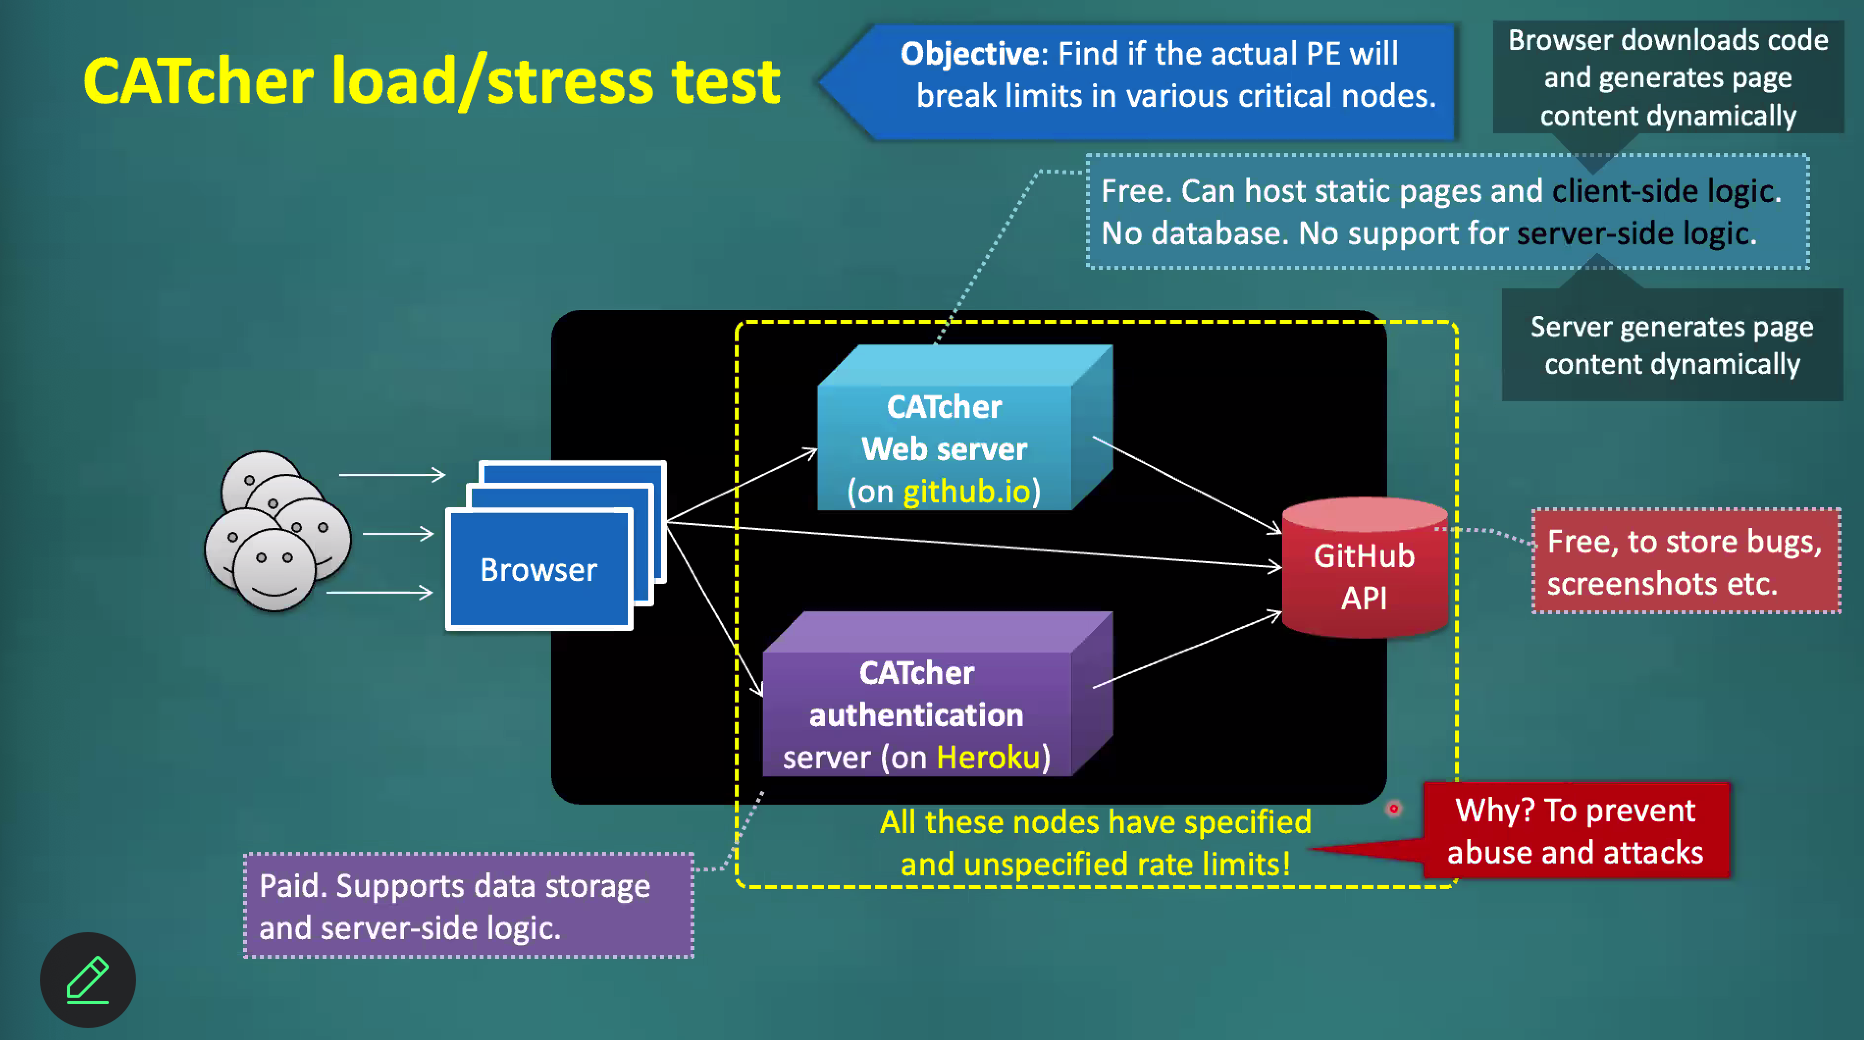 CATcher load/stress test
Objective: Find if the actual PE will
break limits in various critical nodes.
Browser downloads code
and generates page
content dynamically
Free. Can host static pages and client-side logic.
No database. No support for server-side logic.
Server generates page
content dynamically
CATcher
Web server
(on github.io)
Browser
GitHub
API
Free, to store bugs,
screenshots etc.
CATcher
authentication
server (on Heroku)
All these nodes have specified
and unspecified rate limits!
Why? To prevent
abuse and attacks
Paid. Supports data storage
and server-side logic.